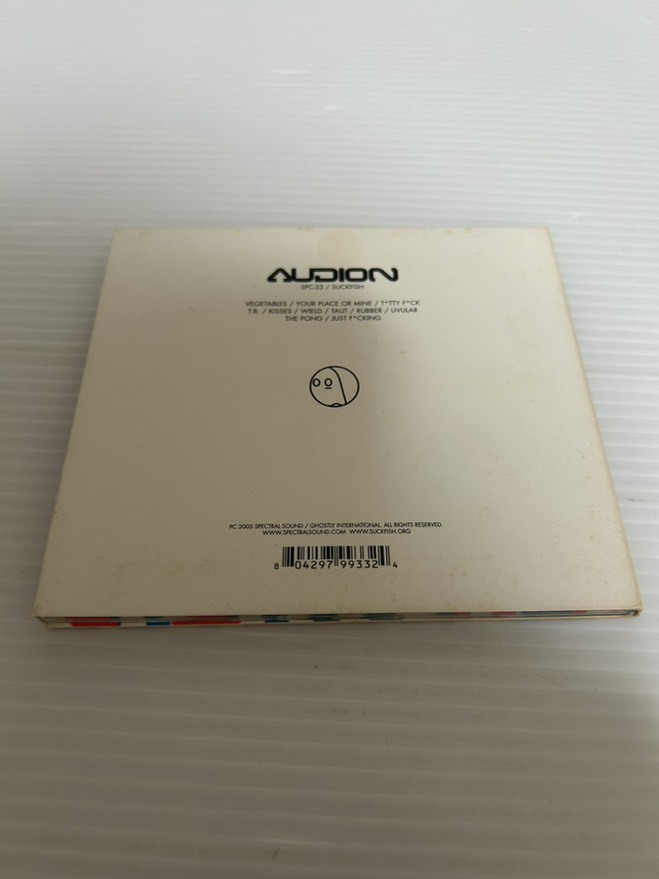 AUDION
SPC-33 / SUCKFISH
VEGETABLES / YOUR PLACE OR MINE / T*TTY F*CK
T.B. / KISSES / WIELD / TAUT / RUBBER / UVULAR
THE PONG / JUST F*CKING
PC 2005 SPECTRAL SOUND / GHOSTLY INTERNATIONAL. ALL RIGHTS RESERVED.
WWW.SPECTRALSOUND.COM WWW.SUCKFISH.ORG
8 04297 99332 4